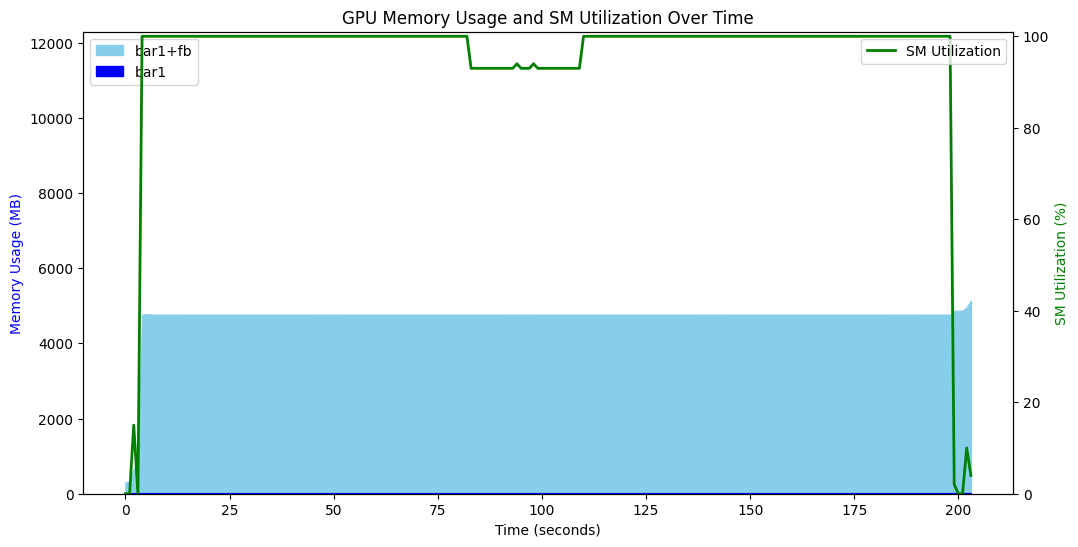 GPU Memory Usage and SM Utilization Over Time
bar1+fb
bar1
SM Utilization
Memory Usage (MB)
12000
10000
8000
6000
4000
2000
0
100
80
60
40
20
0
SM Utilization (%)
0 25 50 75 100 125 150 175 200
Time (seconds)